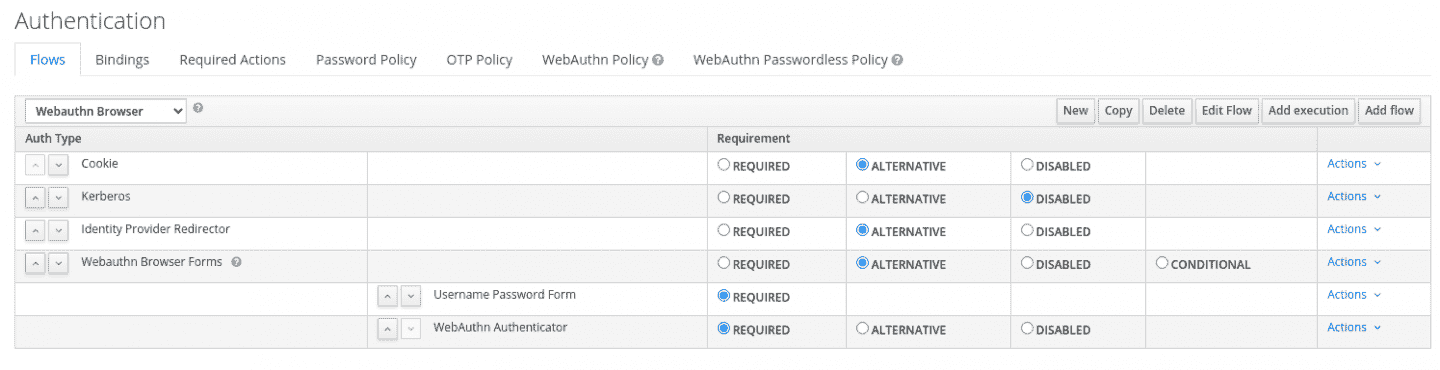 Authentication
Flows Bindings Required Actions Password Policy OTP Policy WebAuthn Policy WebAuthn Passwordless Policy
Webauthn Browser New Copy Delete Edit Flow Add execution Add flow
Auth Type Requirement
Cookie REQUIRED ALTERNATIVE DISABLED Actions
Kerberos REQUIRED ALTERNATIVE DISABLED Actions
Identity Provider Redirector REQUIRED ALTERNATIVE DISABLED Actions
Webauthn Browser Forms REQUIRED ALTERNATIVE DISABLED CONDITIONAL Actions
Username Password Form REQUIRED Actions
WebAuthn Authenticator REQUIRED ALTERNATIVE DISABLED Actions